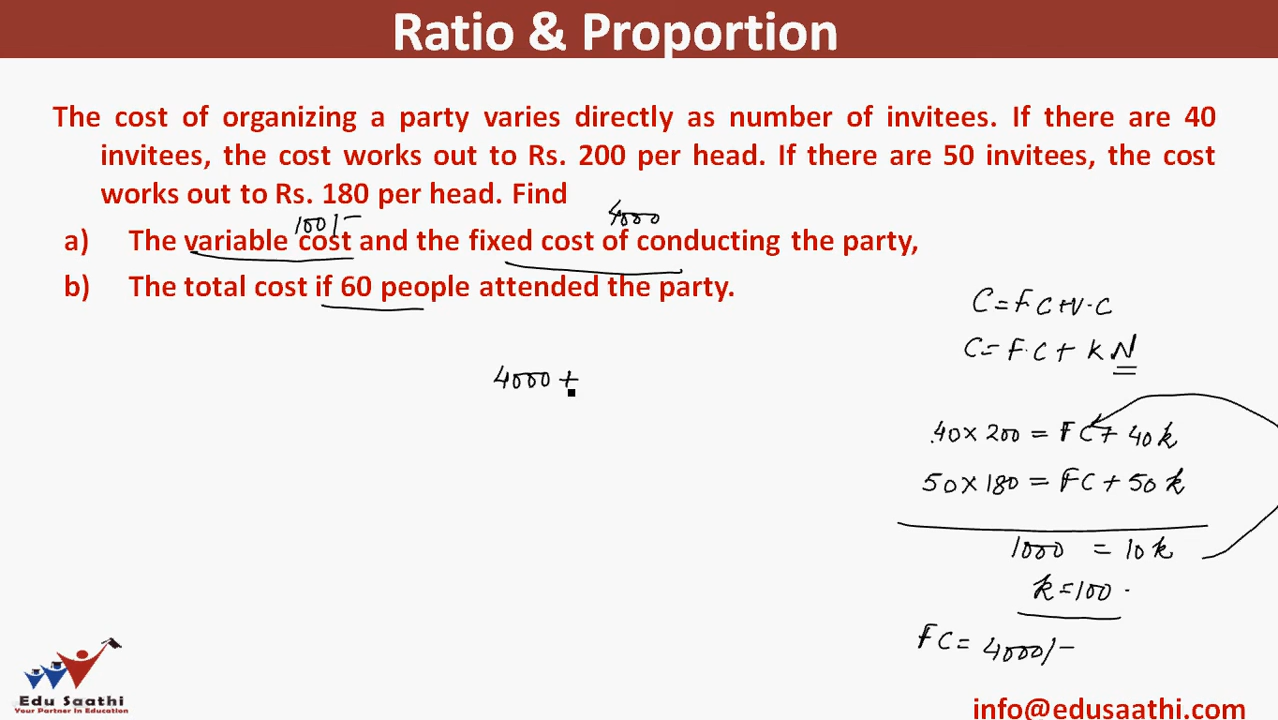 Ratio & Proportion
The cost of organizing a party varies directly as number of invitees. If there are 40
invitees, the cost works out to Rs. 200 per head. If there are 50 invitees, the cost
works out to Rs. 180 per head. Find
100/- 4000
a) The variable cost and the fixed cost of conducting the party,
b) The total cost if 60 people attended the party.
C=F.C+V.C
C=F.C+kN
4000 +
40×200 = FC+40k
50×180 = FC+50k
1000 = 10k
k=100
FC= 4000/-
Edu Saathi
Your Partner In Education
info@edusaathi.com